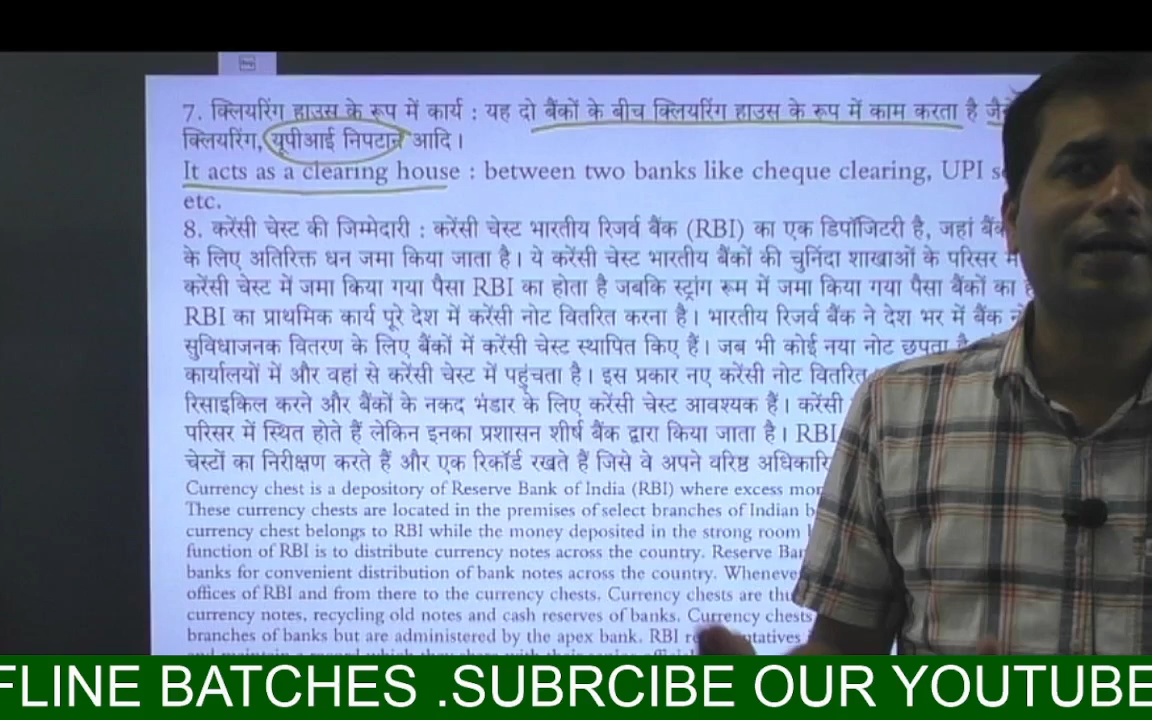 7. क्लियरिंग हाउस के रूप में कार्य : यह दो बैंकों के बीच क्लियरिंग हाउस के रूप में काम करता है
क्लियरिंग, यूपीआई निपटान आदि।
It acts as a clearing house : between two banks like cheque clearing, UPI
etc.
8. करेंसी चेस्ट की जिम्मेदारी : करेंसी चेस्ट भारतीय रिजर्व बैंक (RBI) का एक डिपॉजिटरी है, जहां
के लिए अतिरिक्त धन जमा किया जाता है। ये करेंसी चेस्ट भारतीय बैंकों की चुनिंदा शाखाओं के परिसर में
करेंसी चेस्ट में जमा किया गया पैसा RBI का होता है जबकि स्ट्रांग रूम में जमा किया गया पैसा बैंकों का
RBI का प्राथमिक कार्य पूरे देश में करेंसी नोट वितरित करना है। भारतीय रिजर्व बैंक ने देश भर में बैंक
सुविधाजनक वितरण के लिए बैंकों में करेंसी चेस्ट स्थापित किए हैं। जब भी कोई नया नोट छपता है
कार्यालयों में और वहां से करेंसी चेस्ट में पहुंचता है। इस प्रकार नए करेंसी नोट वितरित
रिसाइकिल करने और बैंकों के नकद भंडार के लिए करेंसी चेस्ट आवश्यक हैं। करेंसी
परिसर में स्थित होते हैं लेकिन इनका प्रशासन शीर्ष बैंक द्वारा किया जाता है। RBI
चेस्टों का निरीक्षण करते हैं और एक रिकॉर्ड रखते हैं जिसे वे अपने वरिष्ठ
Currency chest is a depository of Reserve Bank of India (RBI) where excess
These currency chests are located in the premises of select branches of Indian
currency chest belongs to RBI while the money deposited in the strong room
function of RBI is to distribute currency notes across the country. Reserve
banks for convenient distribution of bank notes across the country.
offices of RBI and from there to the currency chests. Currency chests are
currency notes, recycling old notes and cash reserves of banks. Currency chests
branches of banks but are administered by the apex bank. RBI
FLINE BATCHES .SUBRCIBE OUR YOUTUBE